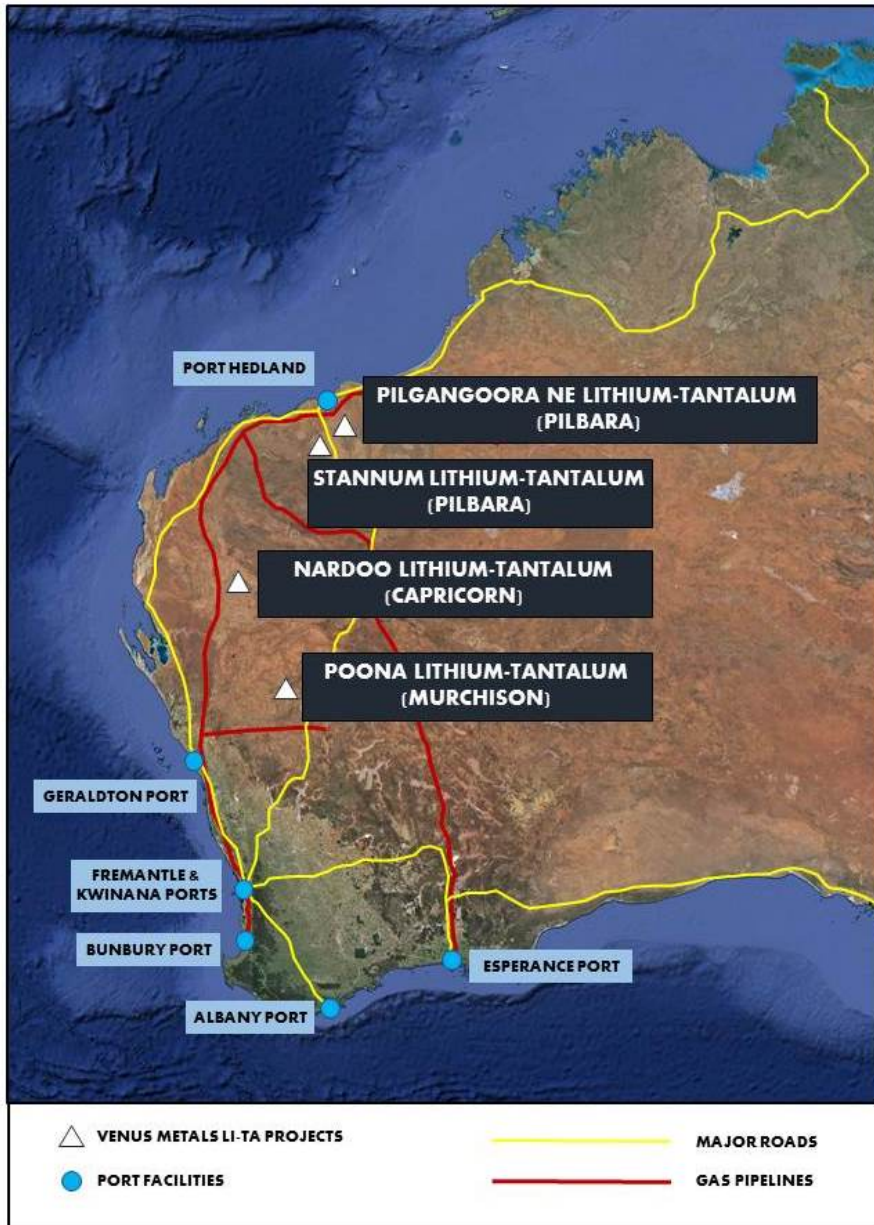 PORT HEDLAND
PILGANGOORA NE LITHIUM-TANTALUM
(PILBARA)
STANNUM LITHIUM-TANTALUM
(PILBARA)
NARDOO LITHIUM-TANTALUM
(CAPRICORN)
POONA LITHIUM-TANTALUM
(MURCHISON)
GERALDTON PORT
FREMANTLE &
KWINANA PORTS
BUNBURY PORT
ESPERANCE PORT
ALBANY PORT
VENUS METALS LI-TA PROJECTS
MAJOR ROADS
PORT FACILITIES
GAS PIPELINES